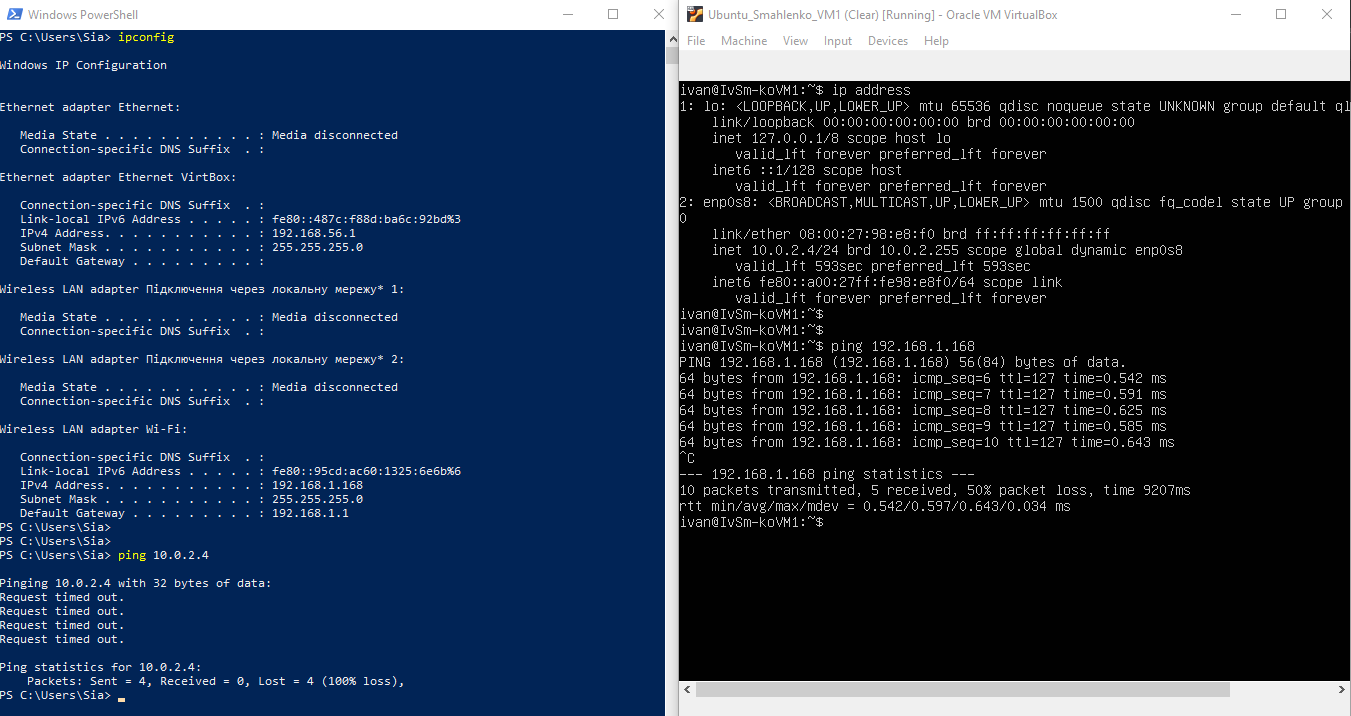 Windows PowerShell
PS C:\Users\Sia> ipconfig
Windows IP Configuration
Ethernet adapter Ethernet:
Media State . . . . . . . . . . . : Media disconnected
Connection-specific DNS Suffix  . :
Ethernet adapter Ethernet VirtBox:
Connection-specific DNS Suffix  . :
Link-local IPv6 Address . . . . . : fe80::487c:f88d:ba6c:92bd%3
IPv4 Address. . . . . . . . . . . : 192.168.56.1
Subnet Mask . . . . . . . . . . . : 255.255.255.0
Default Gateway . . . . . . . . . :
Wireless LAN adapter Підключення через локальну мережу* 1:
Media State . . . . . . . . . . . : Media disconnected
Connection-specific DNS Suffix  . :
Wireless LAN adapter Підключення через локальну мережу* 2:
Media State . . . . . . . . . . . : Media disconnected
Connection-specific DNS Suffix  . :
Wireless LAN adapter Wi-Fi:
Connection-specific DNS Suffix  . :
Link-local IPv6 Address . . . . . : fe80::95cd:ac60:1325:6e6b%6
IPv4 Address. . . . . . . . . . . : 192.168.1.168
Subnet Mask . . . . . . . . . . . : 255.255.255.0
Default Gateway . . . . . . . . . : 192.168.1.1
PS C:\Users\Sia>
PS C:\Users\Sia>
PS C:\Users\Sia> ping 10.0.2.4
Pinging 10.0.2.4 with 32 bytes of data:
Request timed out.
Request timed out.
Request timed out.
Request timed out.
Ping statistics for 10.0.2.4:
Packets: Sent = 4, Received = 0, Lost = 4 (100% loss),
PS C:\Users\Sia>
Ubuntu_Smahlenko_VM1 (Clear) [Running] - Oracle VM VirtualBox
File Machine View Input Devices Help
ivan@IvSm-koVM1:~$ ip address
1: lo: <LOOPBACK,UP,LOWER_UP> mtu 65536 qdisc noqueue state UNKNOWN group default ql
link/loopback 00:00:00:00:00:00 brd 00:00:00:00:00:00
inet 127.0.0.1/8 scope host lo
valid_lft forever preferred_lft forever
inet6 ::1/128 scope host
valid_lft forever preferred_lft forever
2: enp0s8: <BROADCAST,MULTICAST,UP,LOWER_UP> mtu 1500 qdisc fq_codel state UP group
0
link/ether 08:00:27:98:e8:f0 brd ff:ff:ff:ff:ff:ff
inet 10.0.2.4/24 brd 10.0.2.255 scope global dynamic enp0s8
valid_lft 593sec preferred_lft 593sec
inet6 fe80::a00:27ff:fe98:e8f0/64 scope link
valid_lft forever preferred_lft forever
ivan@IvSm-koVM1:~$
ivan@IvSm-koVM1:~$
ivan@IvSm-koVM1:~$ ping 192.168.1.168
PING 192.168.1.168 (192.168.1.168) 56(84) bytes of data.
64 bytes from 192.168.1.168: icmp_seq=6 ttl=127 time=0.542 ms
64 bytes from 192.168.1.168: icmp_seq=7 ttl=127 time=0.591 ms
64 bytes from 192.168.1.168: icmp_seq=8 ttl=127 time=0.625 ms
64 bytes from 192.168.1.168: icmp_seq=9 ttl=127 time=0.585 ms
64 bytes from 192.168.1.168: icmp_seq=10 ttl=127 time=0.643 ms
^C
--- 192.168.1.168 ping statistics ---
10 packets transmitted, 5 received, 50% packet loss, time 9207ms
rtt min/avg/max/mdev = 0.542/0.597/0.643/0.034 ms
ivan@IvSm-koVM1:~$